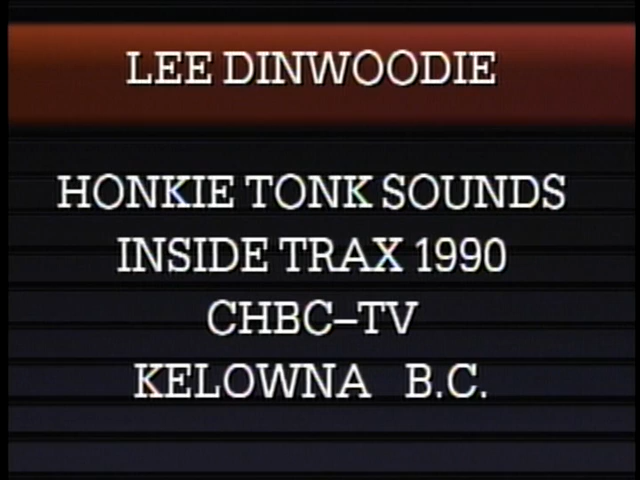 LEE DINWOODIE
HONKIE TONK SOUNDS
INSIDE TRAX 1990
CHBC–TV
KELOWNA B.C.